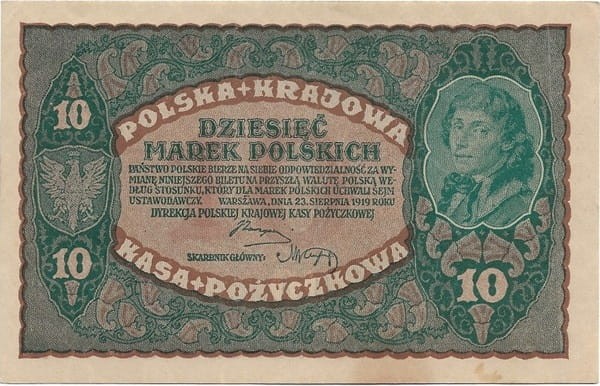 10
POLSKA+KRAJOWA
DZIESIĘĆ
MAREK POLSKICH
PAŃSTWO POLSKIE BIERZE NA SIEBIE ODPOWIEDZIALNOŚĆ ZA WY-
MIANĘ NINIEJSZEGO BILETU NA PRZYSZŁĄ WALUTĘ POLSKĄ WE-
DŁUG STOSUNKU, KTÓRY DLA MAREK POLSKICH UCHWALI SEJM
USTAWODAWCZY. WARSZAWA, DNIA 23. SIERPNIA 1919 ROKU
DYREKCJA POLSKIEJ KRAJOWEJ KASY POŻYCZKOWEJ
SKARBNIK GŁÓWNY:
KASA+POŻYCZKOWA
10
10